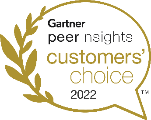 Gartner
peer insights
customers'
choice
2022
TM